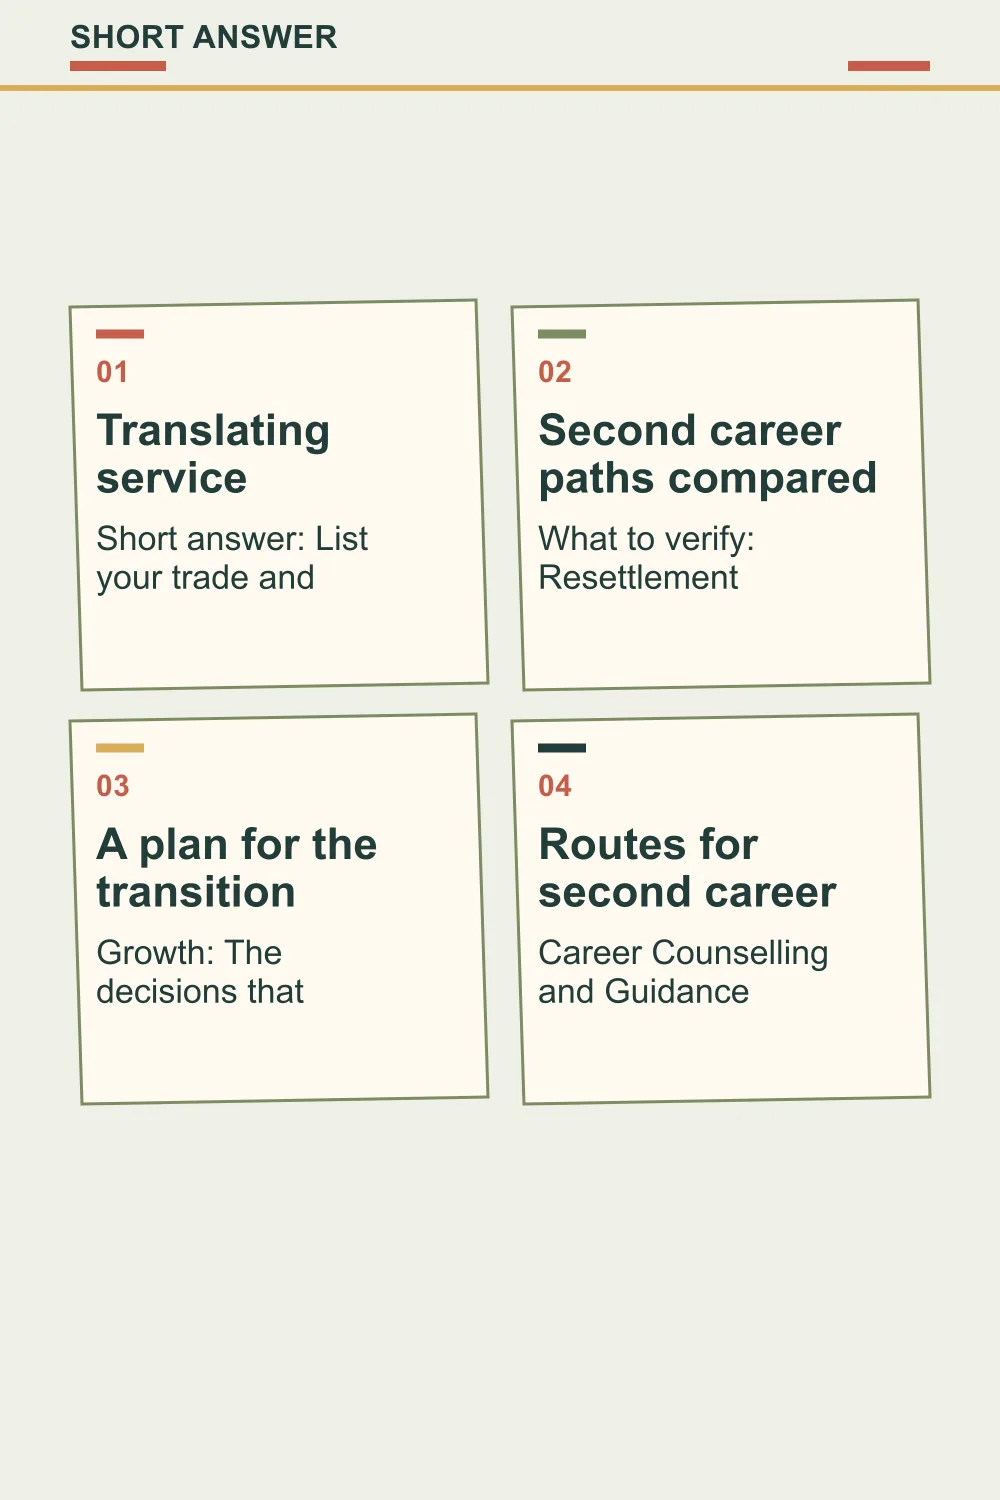 SHORT ANSWER
01
Translating
service
Short answer: List
your trade and
02
Second career
paths compared
What to verify:
Resettlement
03
A plan for the
transition
Growth: The
decisions that
04
Routes for
second career
Career Counselling
and Guidance